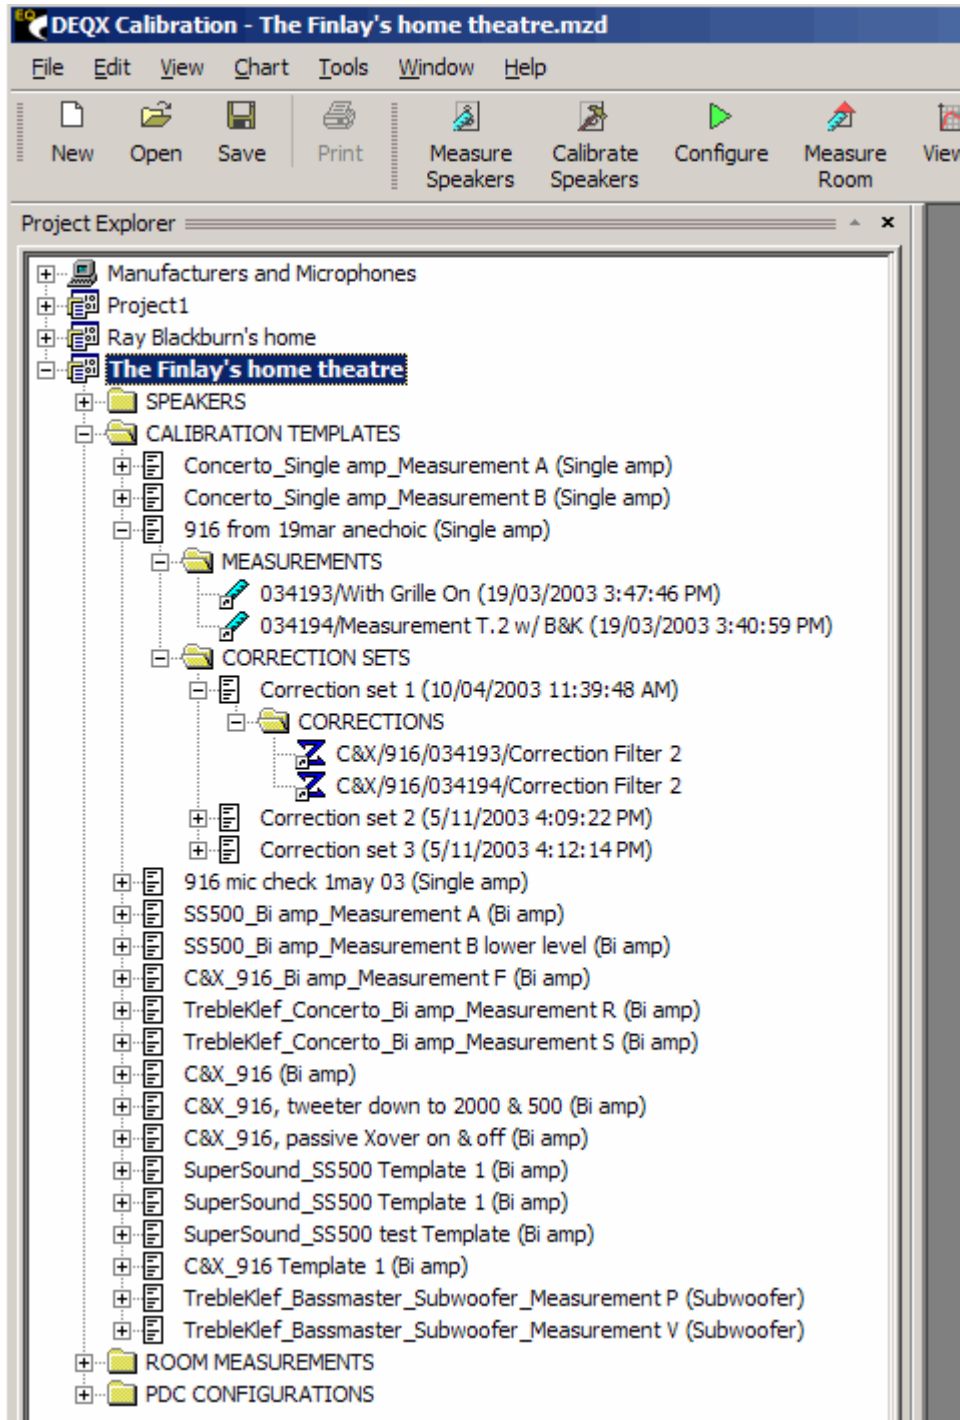 EQ DEQX Calibration - The Finlay's home theatre.mzd
File Edit View Chart Tools Window Help
New Open Save Print Measure Speakers Calibrate Speakers Configure Measure Room View
Project Explorer
Manufacturers and Microphones
Project1
Ray Blackburn's home
The Finlay's home theatre
SPEAKERS
CALIBRATION TEMPLATES
Concerto_Single amp_Measurement A (Single amp)
Concerto_Single amp_Measurement B (Single amp)
916 from 19mar anechoic (Single amp)
MEASUREMENTS
034193/With Grille On (19/03/2003 3:47:46 PM)
034194/Measurement T.2 w/ B&K (19/03/2003 3:40:59 PM)
CORRECTION SETS
Correction set 1 (10/04/2003 11:39:48 AM)
CORRECTIONS
C&X/916/034193/Correction Filter 2
C&X/916/034194/Correction Filter 2
Correction set 2 (5/11/2003 4:09:22 PM)
Correction set 3 (5/11/2003 4:12:14 PM)
916 mic check 1may 03 (Single amp)
SS500_Bi amp_Measurement A (Bi amp)
SS500_Bi amp_Measurement B lower level (Bi amp)
C&X_916_Bi amp_Measurement F (Bi amp)
TrebleKlef_Concerto_Bi amp_Measurement R (Bi amp)
TrebleKlef_Concerto_Bi amp_Measurement S (Bi amp)
C&X_916 (Bi amp)
C&X_916, tweeter down to 2000 & 500 (Bi amp)
C&X_916, passive Xover on & off (Bi amp)
SuperSound_SS500 Template 1 (Bi amp)
SuperSound_SS500 Template 1 (Bi amp)
SuperSound_SS500 test Template (Bi amp)
C&X_916 Template 1 (Bi amp)
TrebleKlef_Bassmaster_Subwoofer_Measurement P (Subwoofer)
TrebleKlef_Bassmaster_Subwoofer_Measurement V (Subwoofer)
ROOM MEASUREMENTS
PDC CONFIGURATIONS